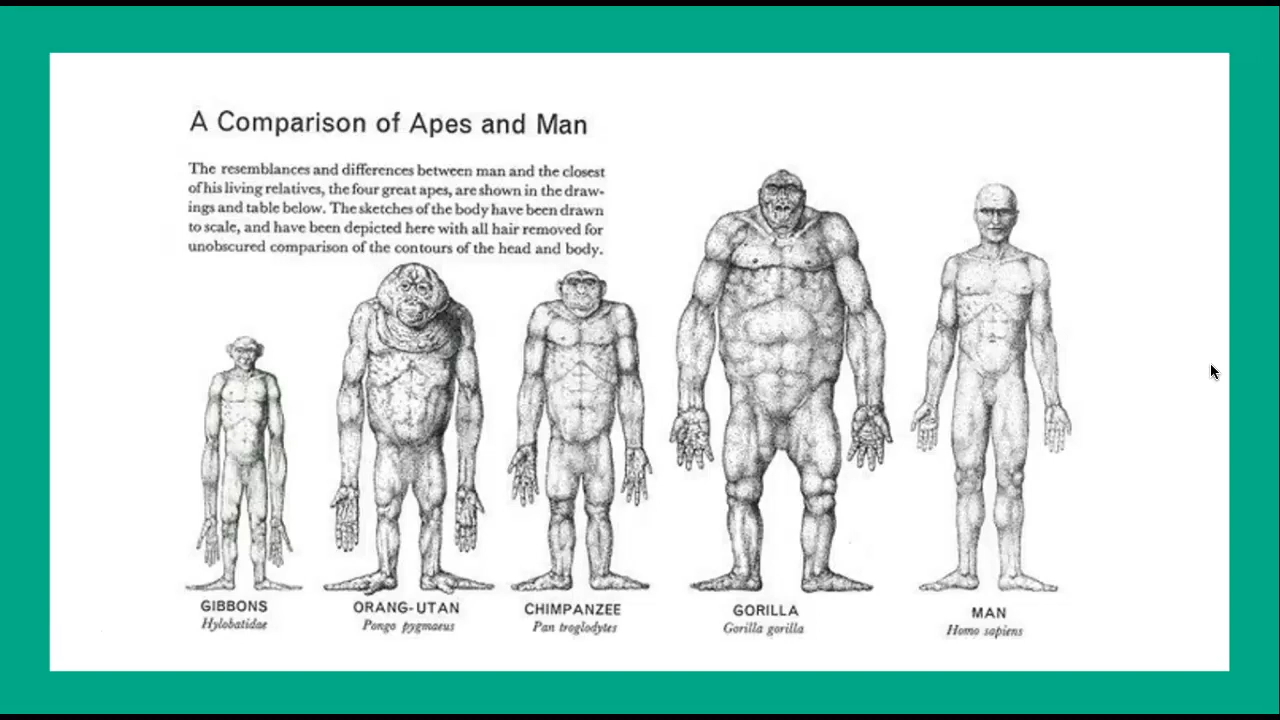 A Comparison of Apes and Man
The resemblances and differences between man and the closest
of his living relatives, the four great apes, are shown in the draw-
ings and table below. The sketches of the body have been drawn
to scale, and have been depicted here with all hair removed for
unobscured comparison of the contours of the head and body.
GIBBONS
Hylobatidae
ORANG-UTAN
Pongo pygmaeus
CHIMPANZEE
Pan troglodytes
GORILLA
Gorilla gorilla
MAN
Homo sapiens